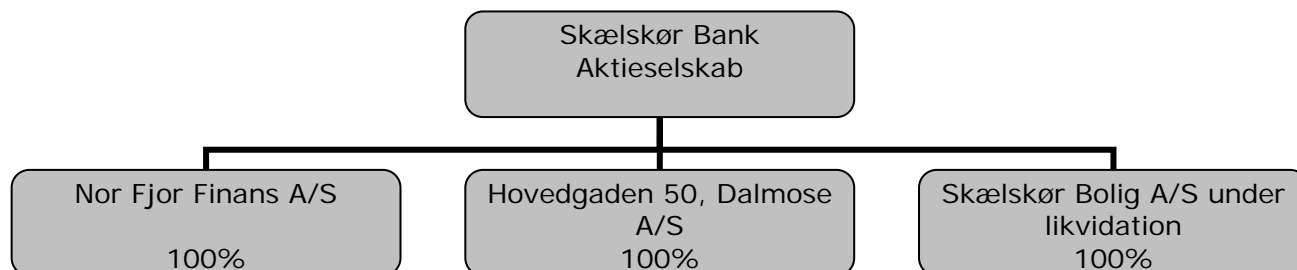 Skælskør Bank
Aktieselskab
Nor Fjor Finans A/S
100%
Hovedgaden 50, Dalmose
A/S
100%
Skælskør Bolig A/S under
likvidation
100%